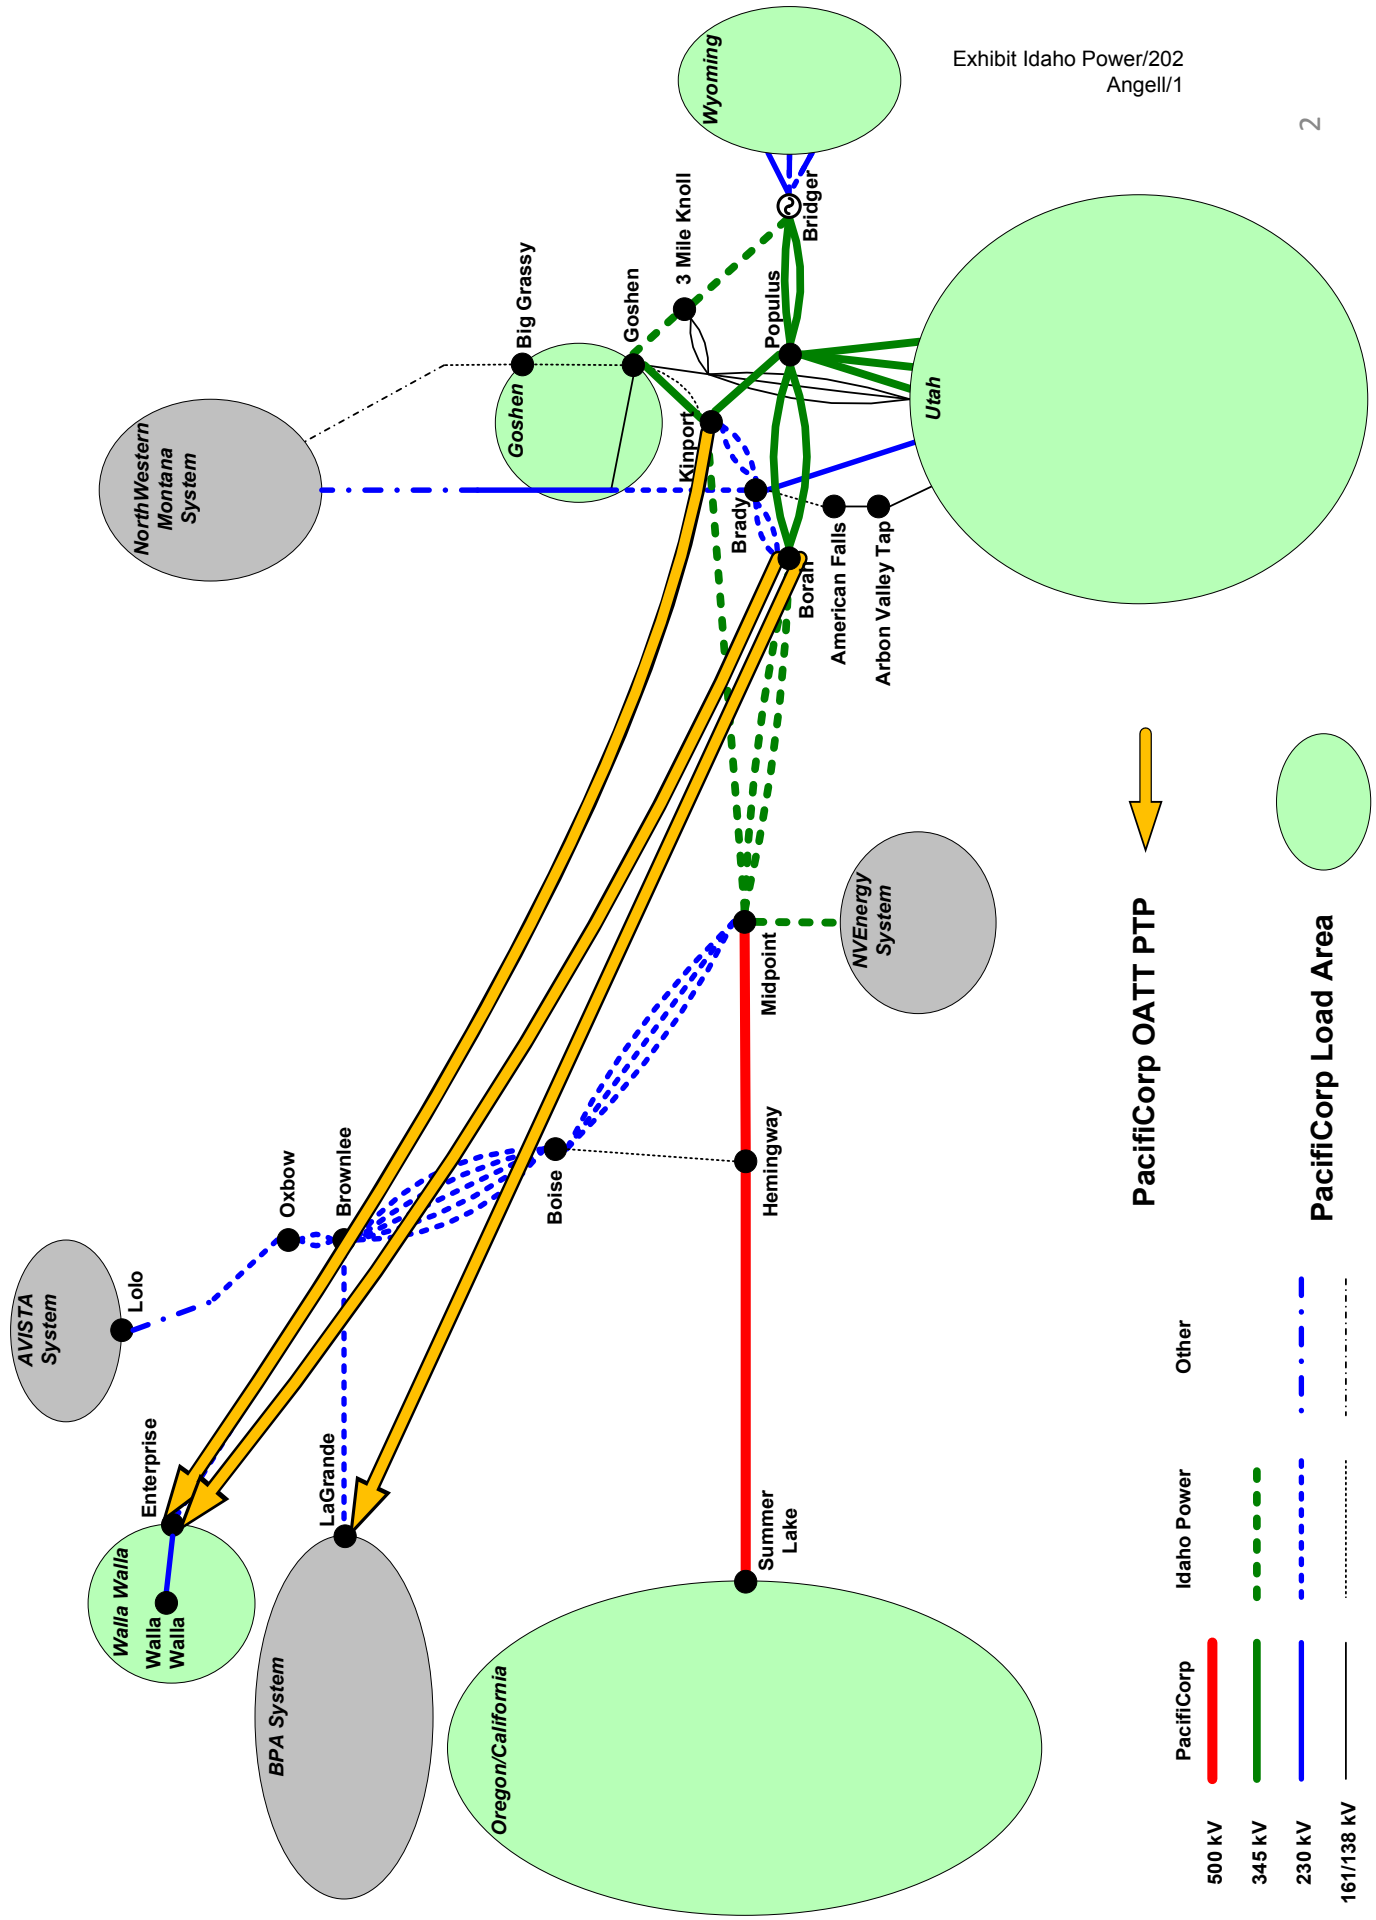 Exhibit Idaho Power/202
Angell/1
2
AVISTA
System
Lolo
Oxbow
Brownlee
Enterprise
Walla Walla
Walla
Walla
LaGrande
BPA System
Oregon/California
Summer
Lake
Hemingway
Boise
Midpoint
NVEnergy
System
NorthWestern
Montana
System
Big Grassy
Goshen
Goshen
3 Mile Knoll
Kinport
Brady
Borah
Populus
Bridger
Wyoming
American Falls
Arbon Valley Tap
Utah
PacifiCorp OATT PTP
PacifiCorp Load Area
PacifiCorp
Idaho Power
Other
500 kV
345 kV
230 kV
161/138 kV